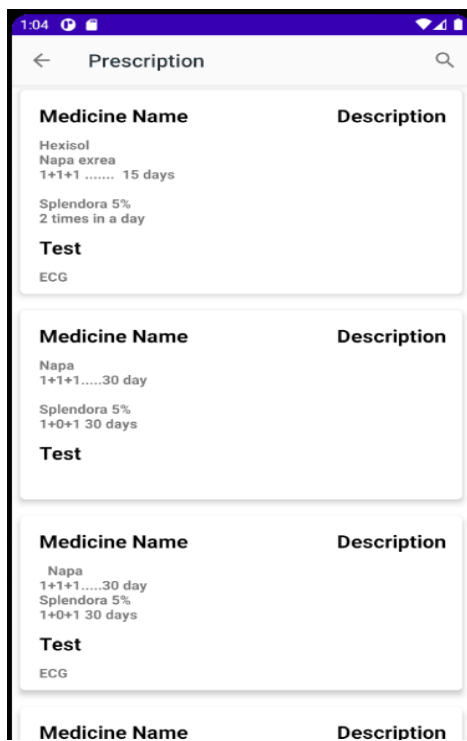 1:04
Prescription
Medicine Name Description
Hexisol
Napa exrea
1+1+1 ....... 15 days
Splendora 5%
2 times in a day
Test
ECG
Medicine Name Description
Napa
1+1+1.....30 day
Splendora 5%
1+0+1 30 days
Test
Medicine Name Description
Napa
1+1+1.....30 day
Splendora 5%
1+0+1 30 days
Test
ECG
Medicine Name Description